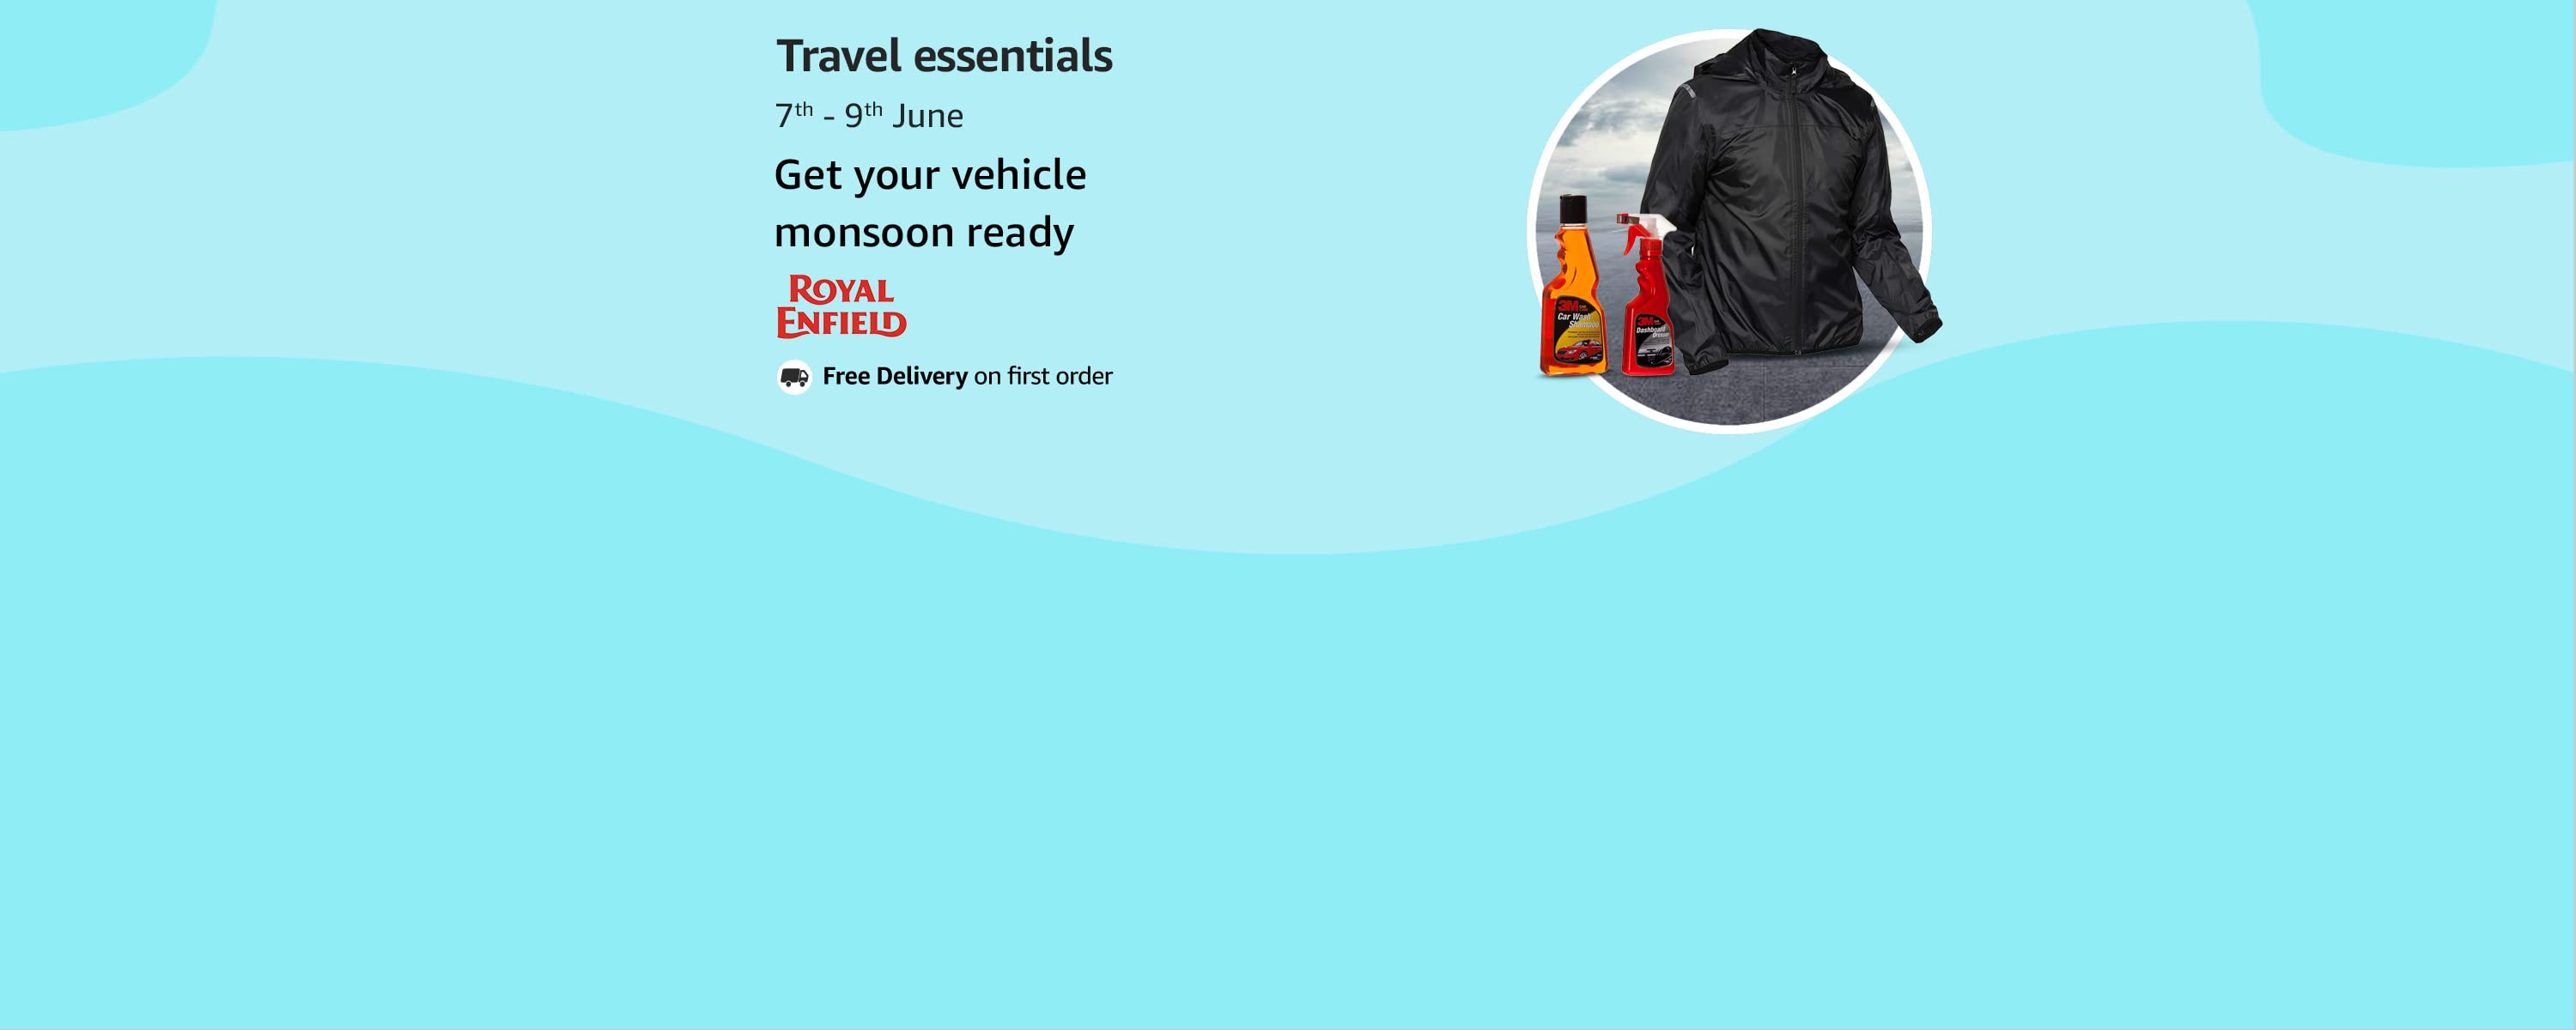 Travel essentials
7th - 9th June
Get your vehicle
monsoon ready
ROYAL
ENFIELD
Free Delivery on first order
3M
Car Wash
Shampoo
3M
Dashboard
Dresser